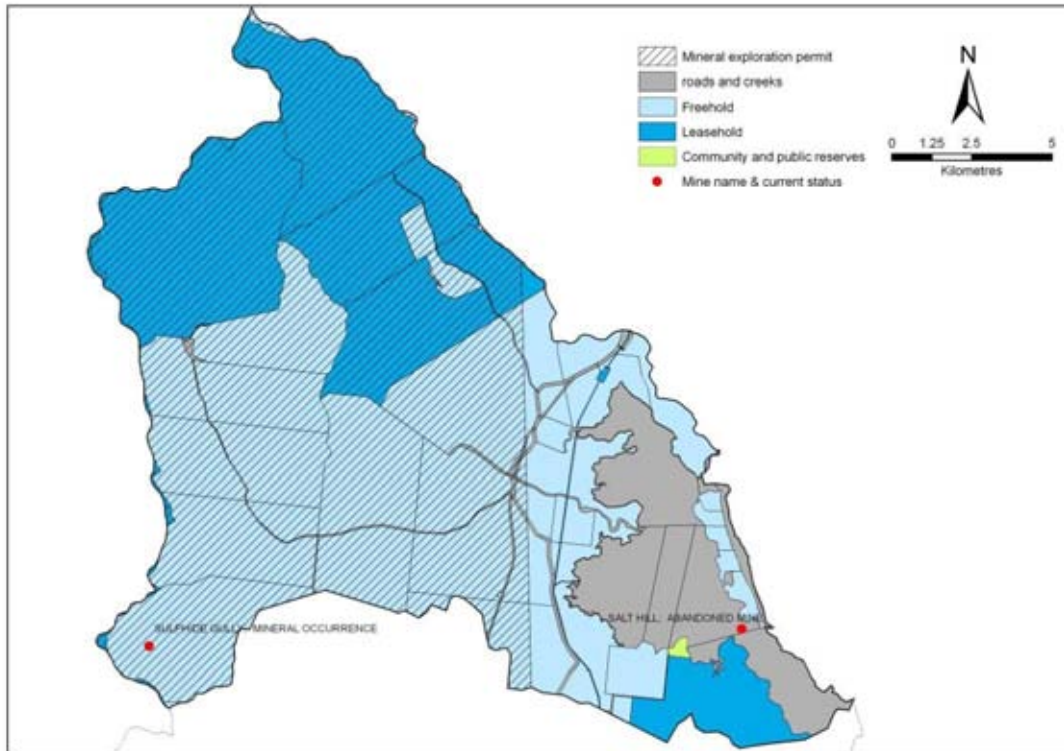 Mineral exploration permit
roads and creeks
Freehold
Leasehold
Community and public reserves
Mine name & current status
N
0 1.25 2.5 5
Kilometres
SALT HILL; ABANDONED
SULPHIDE GULLY MINERAL OCCURRENCE